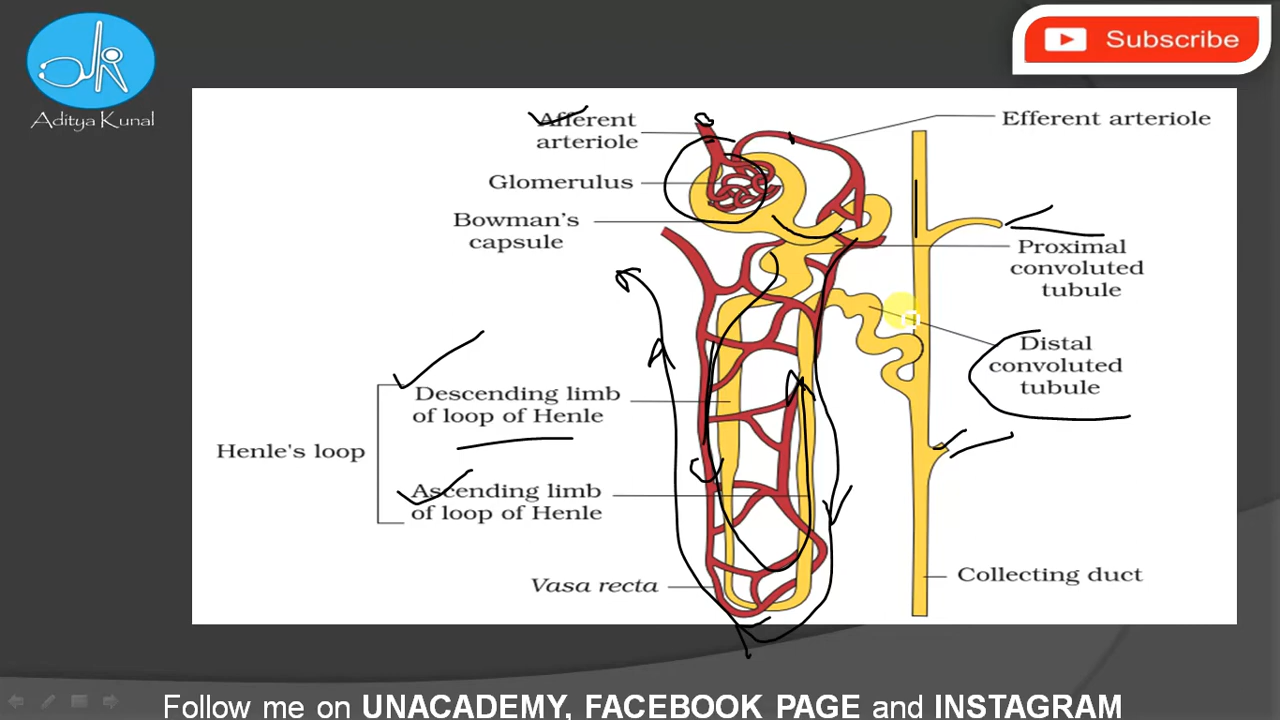 Aditya Kunal
Subscribe
Afferent
arteriole
Efferent arteriole
Glomerulus
Bowman's
capsule
Proximal
convoluted
tubule
Distal
convoluted
tubule
Descending limb
of loop of Henle
Henle's loop
Ascending limb
of loop of Henle
Vasa recta
Collecting duct
Follow me on UNACADEMY, FACEBOOK PAGE and INSTAGRAM